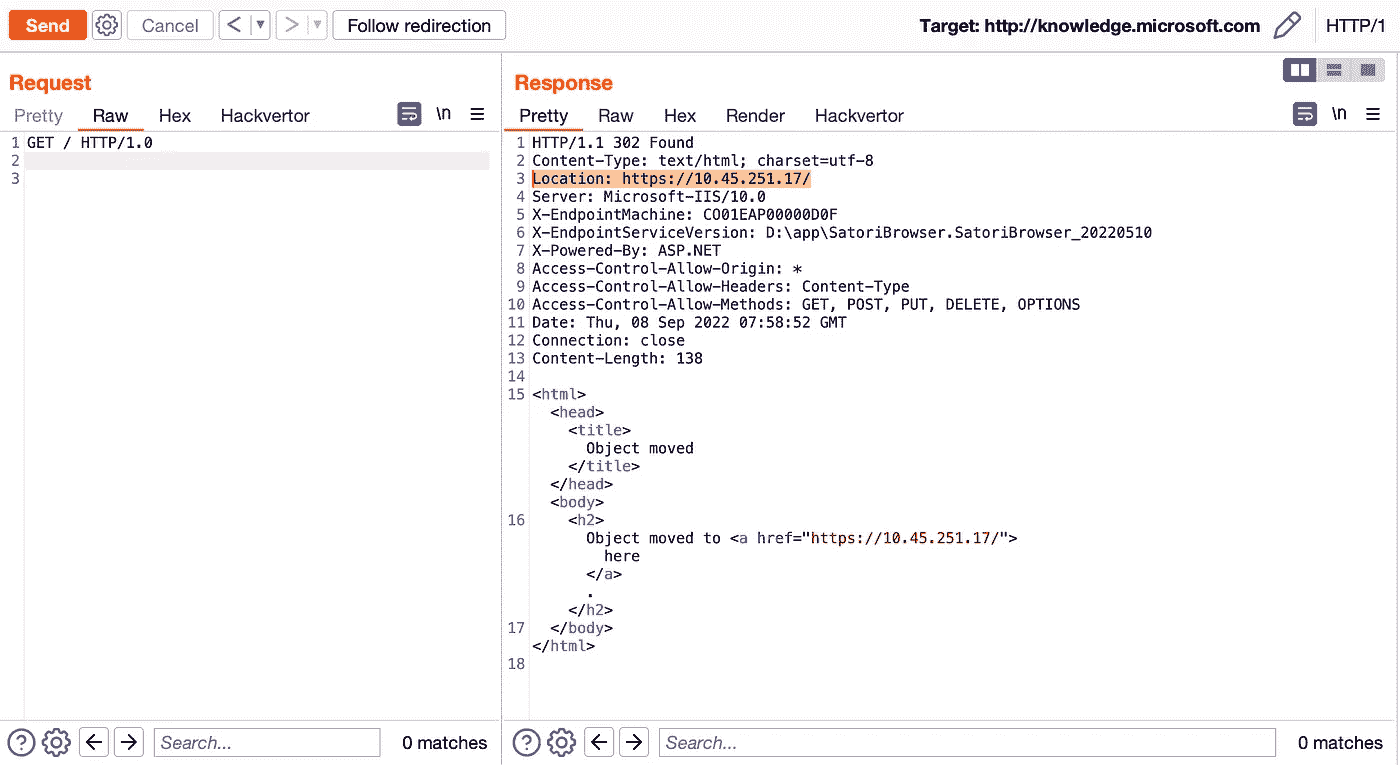 Send Cancel < ▼ > ▼ Follow redirection Target: http://knowledge.microsoft.com HTTP/1
Request
Pretty Raw Hex Hackvertor \n
1 GET / HTTP/1.0
2
3
Search... 0 matches
Response
Pretty Raw Hex Render Hackvertor \n
1 HTTP/1.1 302 Found
2 Content-Type: text/html; charset=utf-8
3 Location: https://10.45.251.17/
4 Server: Microsoft-IIS/10.0
5 X-EndpointMachine: CO01EAP00000D0F
6 X-EndpointServiceVersion: D:\app\SatoriBrowser.SatoriBrowser_20220510
7 X-Powered-By: ASP.NET
8 Access-Control-Allow-Origin: *
9 Access-Control-Allow-Headers: Content-Type
10 Access-Control-Allow-Methods: GET, POST, PUT, DELETE, OPTIONS
11 Date: Thu, 08 Sep 2022 07:58:52 GMT
12 Connection: close
13 Content-Length: 138
14
15 <html>
<head>
<title>
Object moved
</title>
</head>
<body>
16 <h2>
Object moved to <a href="https://10.45.251.17/">
here
</a>
.
</h2>
17 </body>
</html>
18
Search... 0 matches